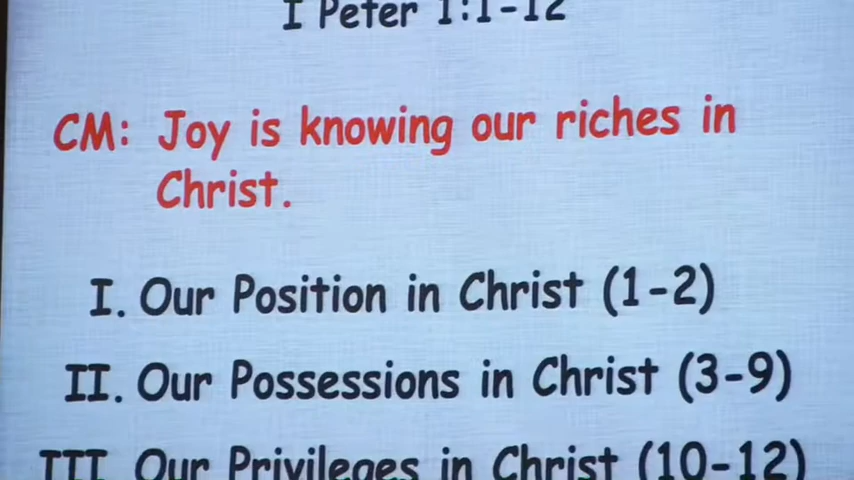 I Peter 1:1-12
CM: Joy is knowing our riches in
Christ.
I. Our Position in Christ (1-2)
II. Our Possessions in Christ (3-9)
III. Our Privileges in Christ (10-12)